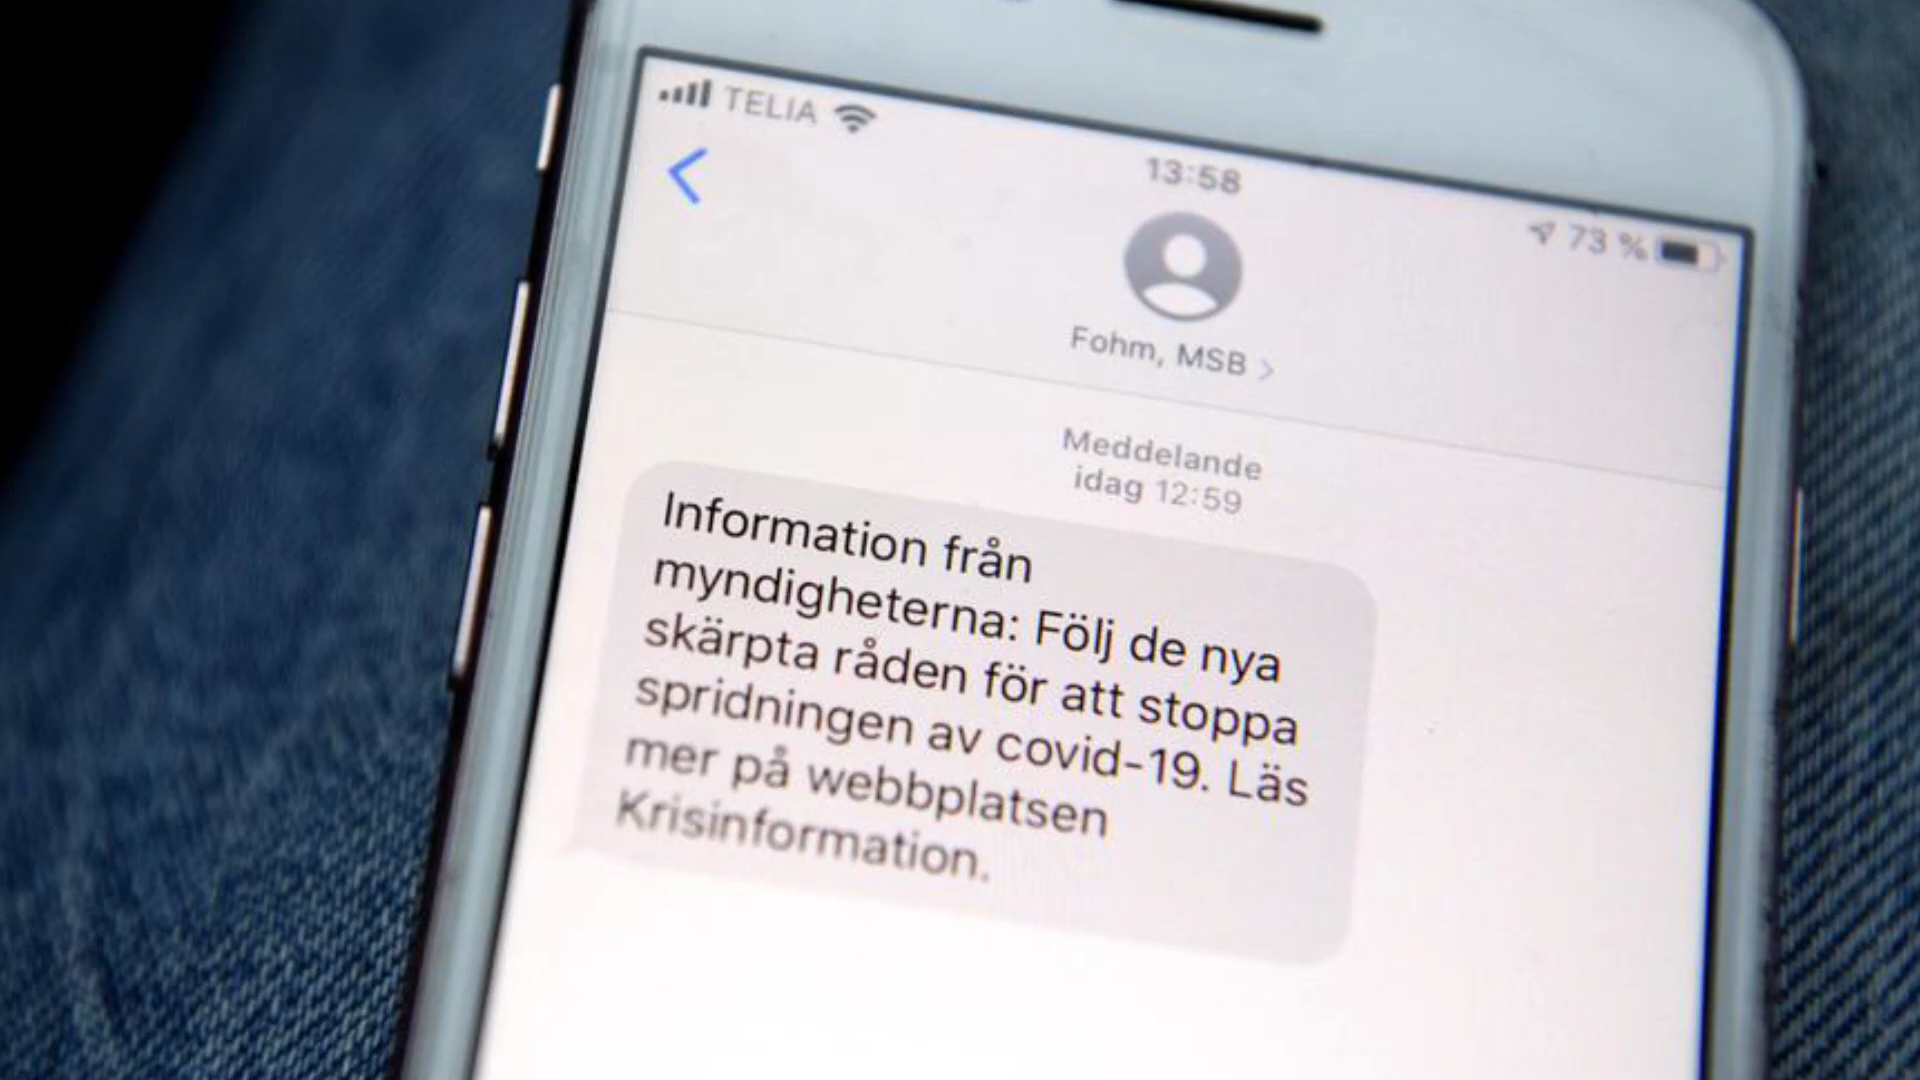 TELIA
13:58
73 %
Fohm, MSB
Meddelande
idag 12:59
Information från
myndigheterna: Följ de nya
skärpta råden för att stoppa
spridningen av covid-19. Läs
mer på webbplatsen
Krisinformation.